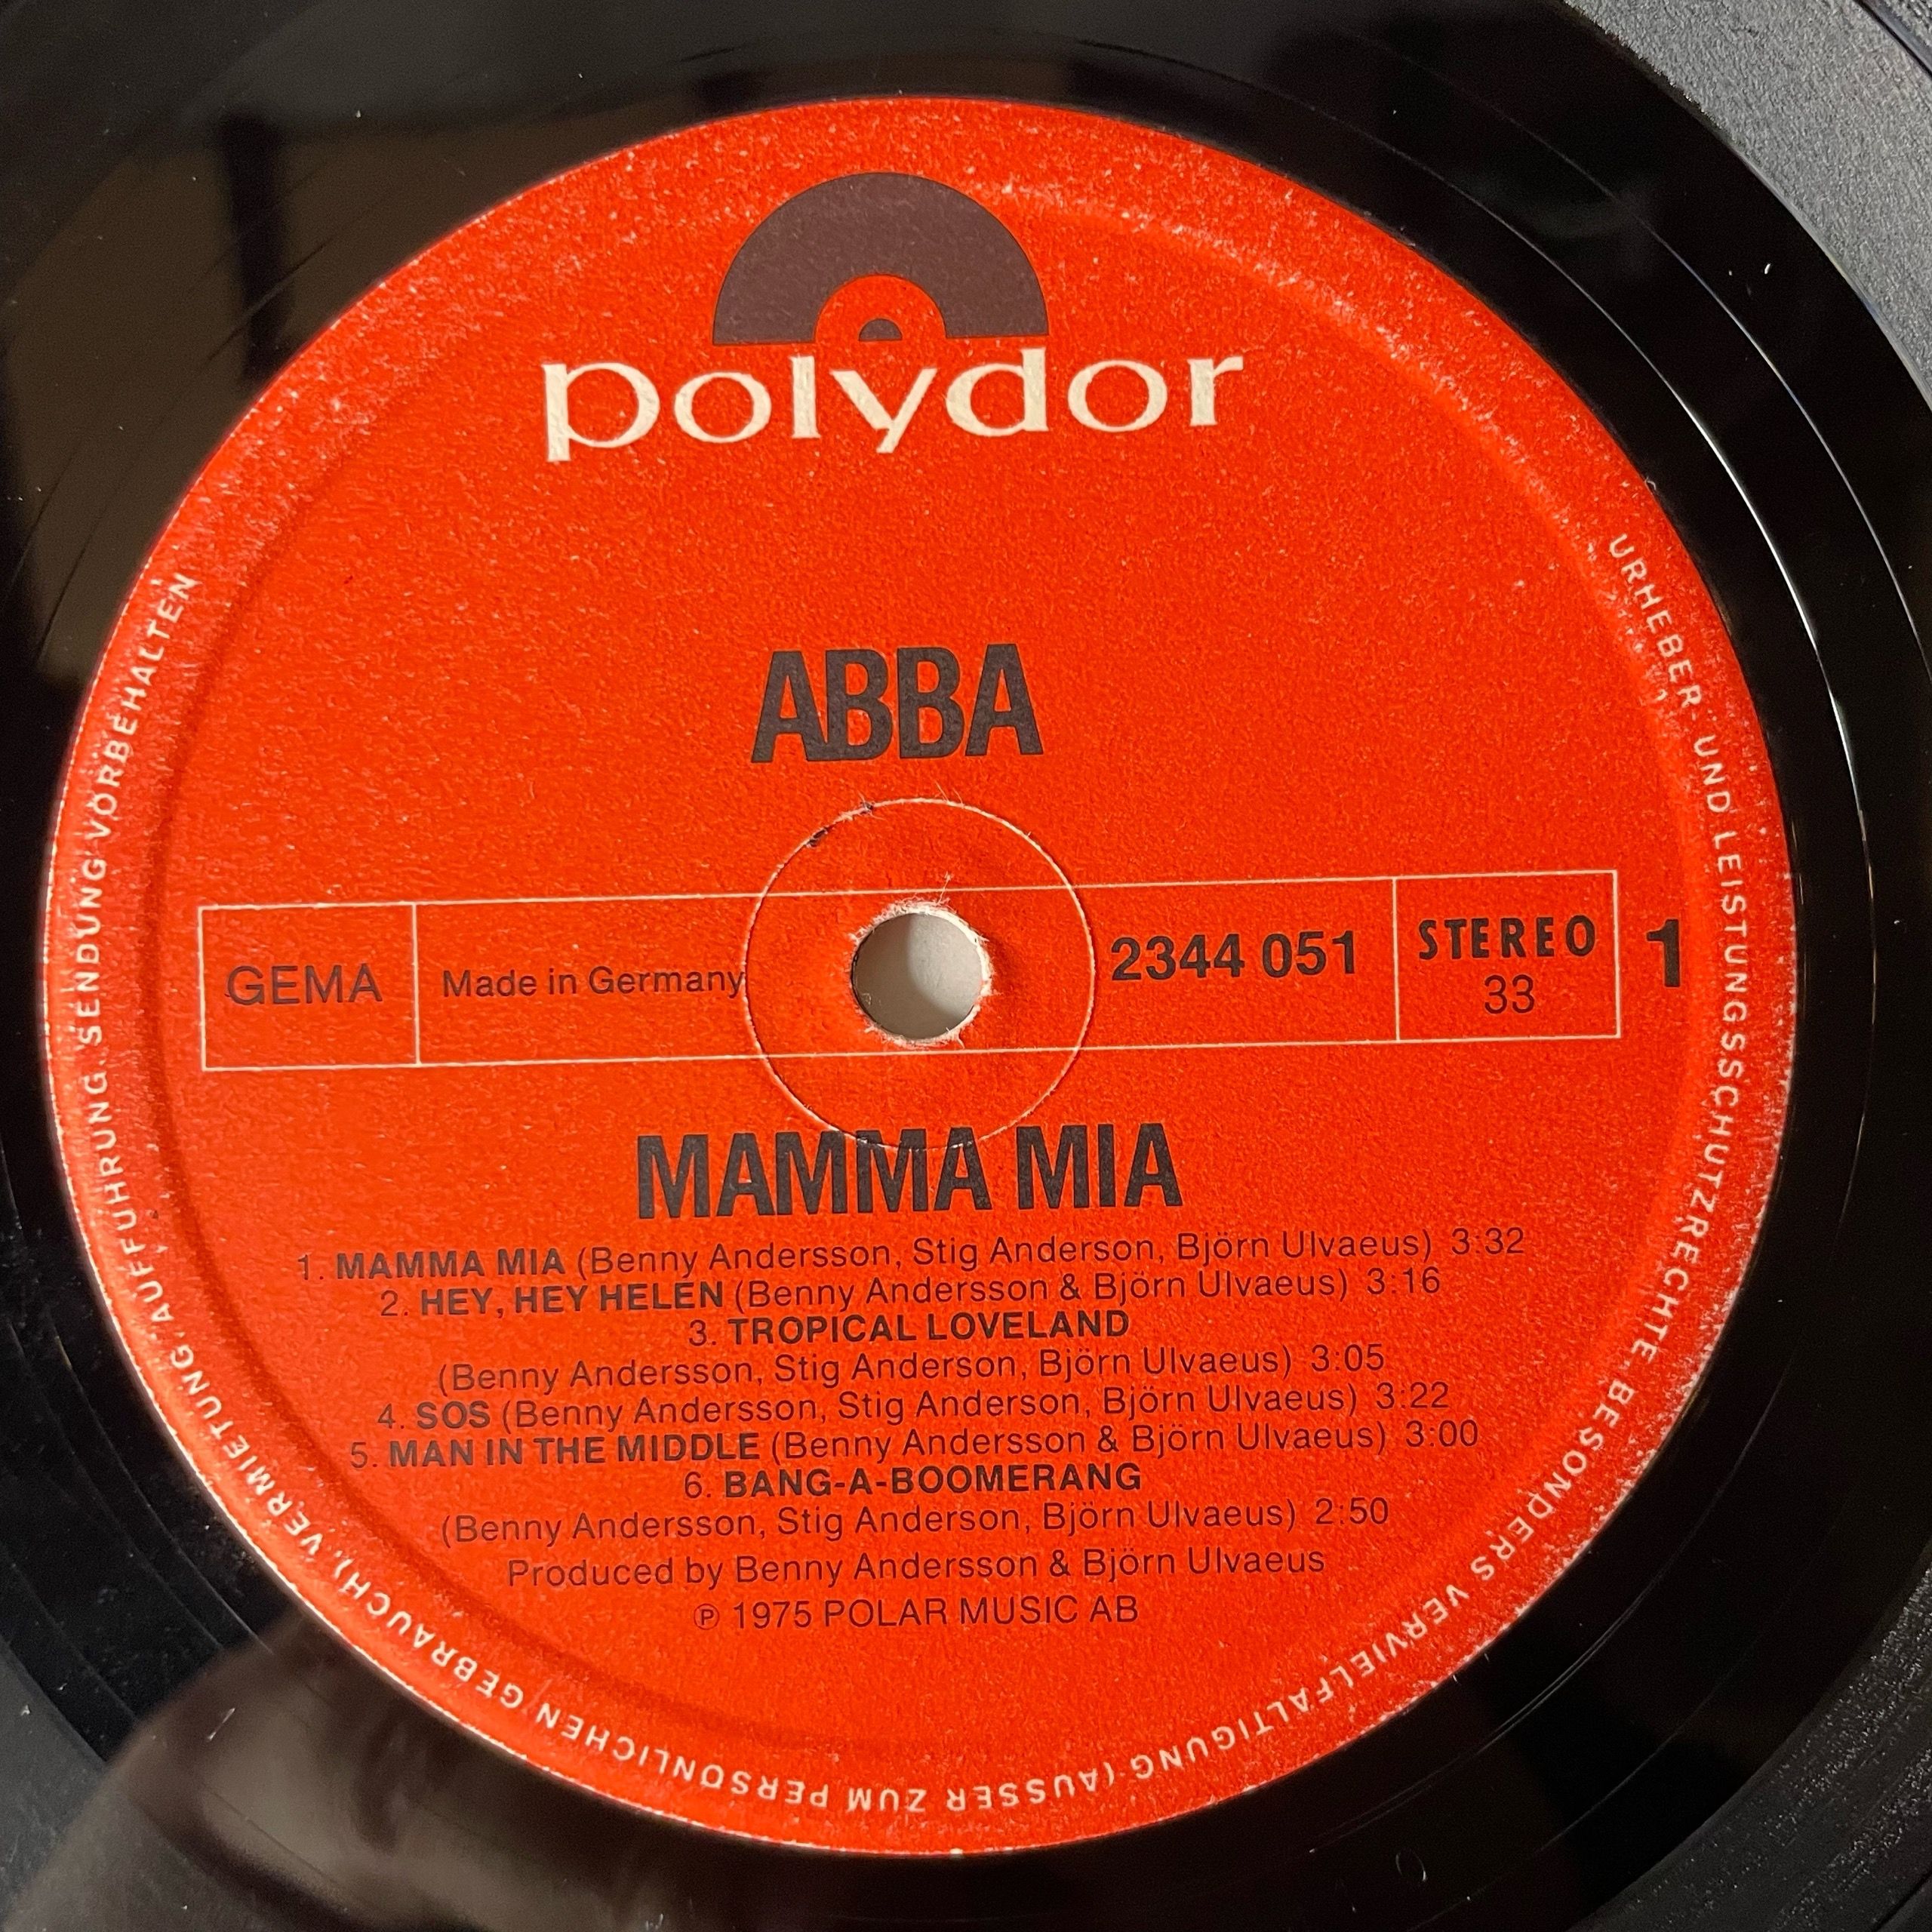 polydor
ABBA
GEMA Made in Germany 2344 051 STEREO 1
33
MAMMA MIA
1. MAMMA MIA (Benny Andersson, Stig Anderson, Björn Ulvaeus) 3:32
2. HEY, HEY HELEN (Benny Andersson & Björn Ulvaeus) 3:16
3. TROPICAL LOVELAND
(Benny Andersson, Stig Anderson, Björn Ulvaeus) 3:05
4. SOS (Benny Andersson, Stig Anderson, Björn Ulvaeus) 3:22
5. MAN IN THE MIDDLE (Benny Andersson & Björn Ulvaeus) 3:00
6. BANG-A-BOOMERANG
(Benny Andersson, Stig Anderson, Björn Ulvaeus) 2:50
Produced by Benny Andersson & Björn Ulvaeus
℗ 1975 POLAR MUSIC AB
URHEBER- UND LEISTUNGSSCHUTZRECHTE, BESONDERS VERVIELFÄLTIGUNG (AUSSER ZUM PERSÖNLICHEN GEBRAUCH), VERMIETUNG, AUFFÜHRUNG, SENDUNG VORBEHALTEN